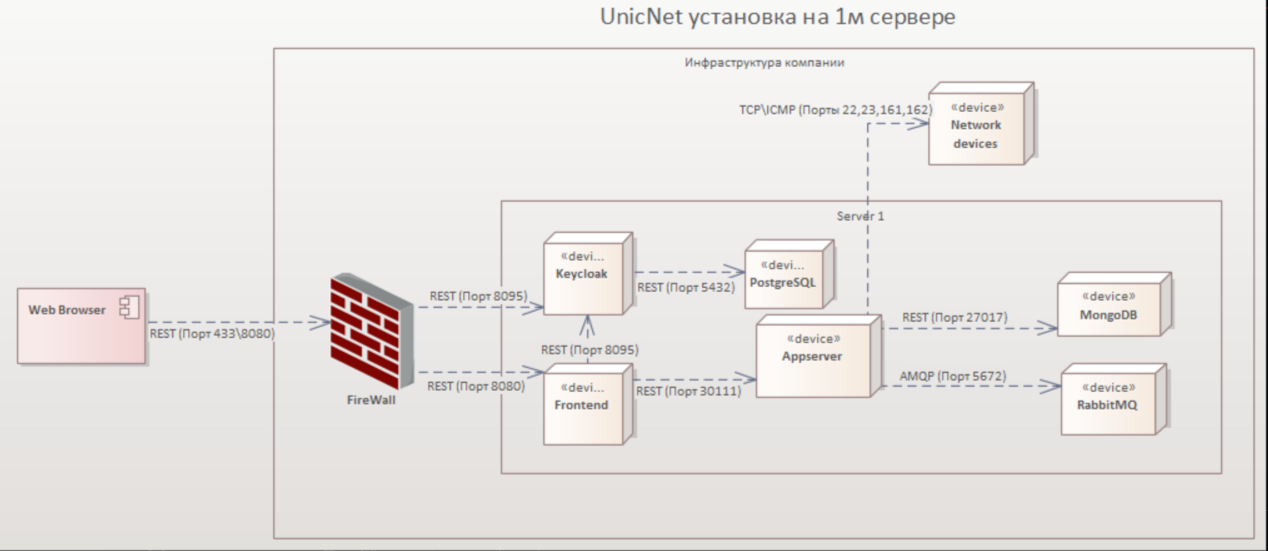 UnicNet установка на 1м сервере
Инфраструктура компании
TCP\ICMP (Порты 22,23,161,162)
«device»
Network
devices
Server 1
«devi...
Keycloak
«devi...
PostgreSQL
REST (Порт 5432)
REST (Порт 8095)
Web Browser
REST (Порт 433\8080)
FireWall
REST (Порт 8095)
REST (Порт 8080)
«devi...
Frontend
REST (Порт 30111)
«device»
Appserver
REST (Порт 27017)
«device»
MongoDB
AMQP (Порт 5672)
«device»
RabbitMQ